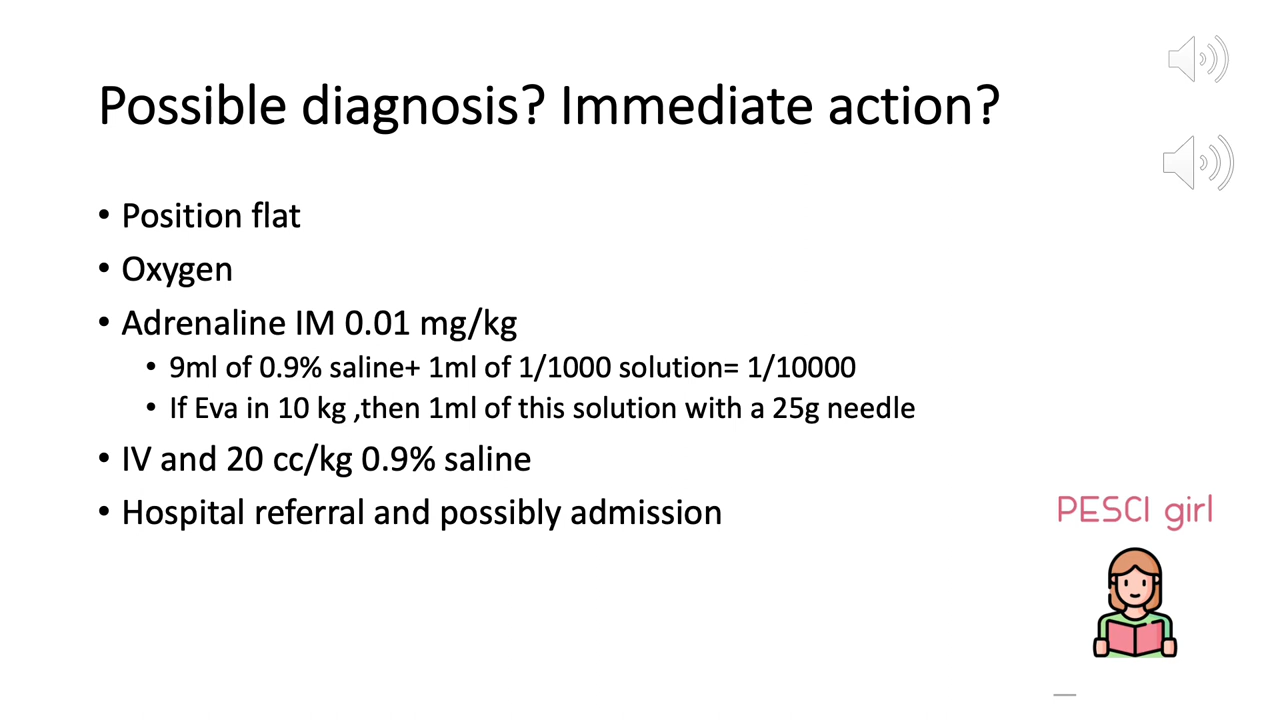 Possible diagnosis? Immediate action?
• Position flat
• Oxygen
• Adrenaline IM 0.01 mg/kg
• 9ml of 0.9% saline+ 1ml of 1/1000 solution= 1/10000
• If Eva in 10 kg ,then 1ml of this solution with a 25g needle
• IV and 20 cc/kg 0.9% saline
• Hospital referral and possibly admission
PESCI girl